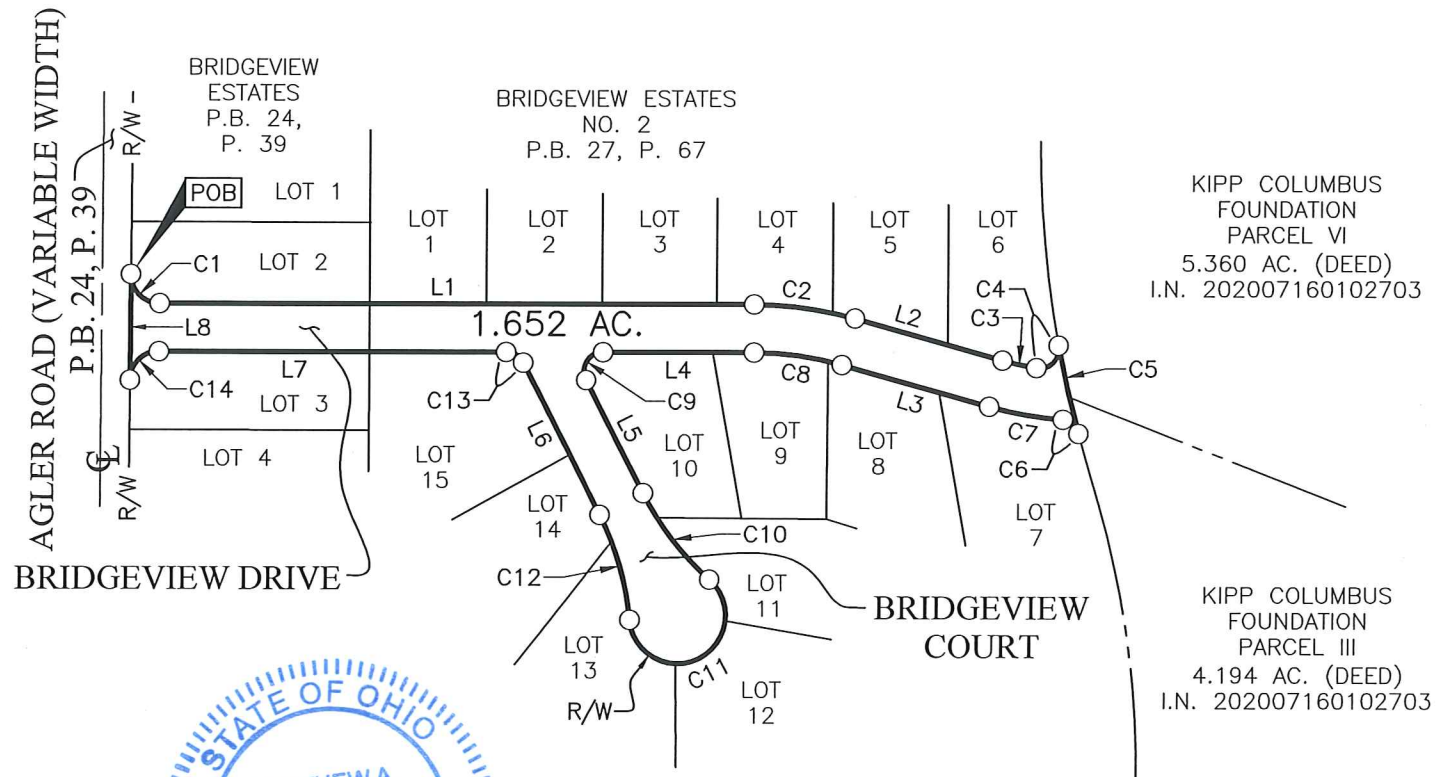 AGLER ROAD (VARIABLE WIDTH)
P.B. 24, P. 39
R/W
R/W
CL
BRIDGEVIEW
ESTATES
P.B. 24,
P. 39
BRIDGEVIEW ESTATES
NO. 2
P.B. 27, P. 67
KIPP COLUMBUS
FOUNDATION
PARCEL VI
5.360 AC. (DEED)
I.N. 202007160102703
POB
LOT 1
LOT 2
LOT 3
LOT 4
LOT
1
LOT
2
LOT
3
LOT
4
LOT
5
LOT
6
C1
L1
C2
L2
C3
C4
C5
L8
1.652 AC.
C14
L7
C13
C9
L4
C8
L3
C7
C6
L6
L5
LOT
15
LOT
10
LOT
9
LOT
8
LOT
7
LOT
14
C10
C12
LOT
11
LOT
13
C11
LOT
12
R/W
BRIDGEVIEW DRIVE
BRIDGEVIEW
COURT
KIPP COLUMBUS
FOUNDATION
PARCEL III
4.194 AC. (DEED)
I.N. 202007160102703
STATE OF OHIO